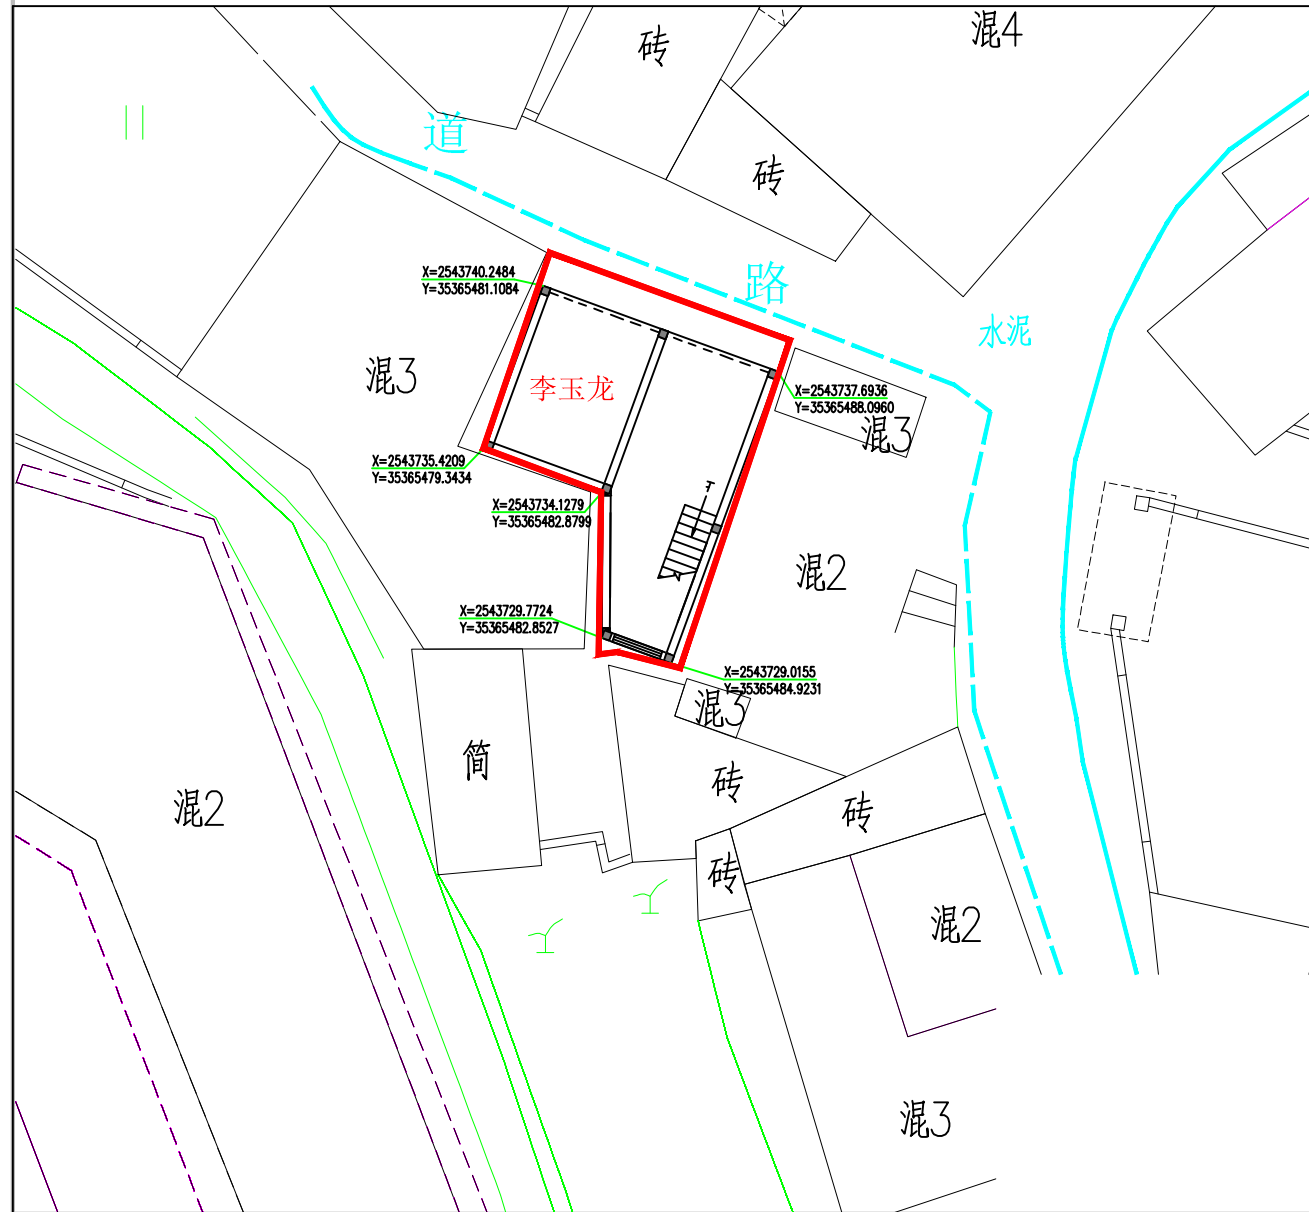 混4
砖
道
砖
路
X=2543740.2484
Y=35365481.1084
水泥
混3
李玉龙
X=2543737.6936
Y=35365488.0960
混3
X=2543735.4209
Y=35365479.3434
下
X=2543734.1279
Y=35365482.8799
混2
X=2543729.7724
Y=35365482.8527
X=2543729.0155
Y=35365484.9231
混3
简
砖
混2
砖
砖
混2
混3